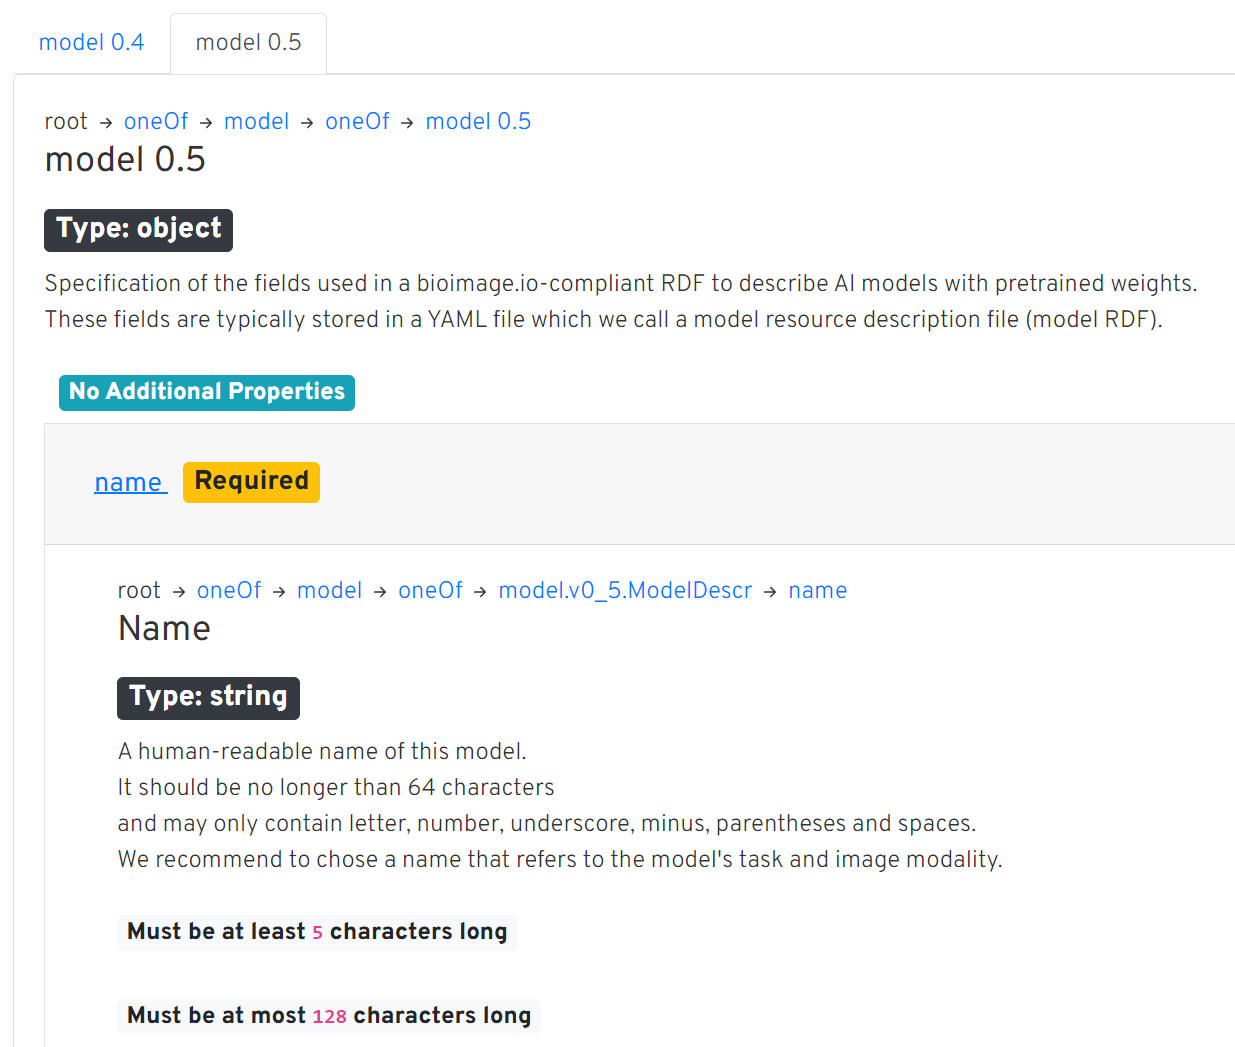 model 0.4
model 0.5
root → oneOf → model → oneOf → model 0.5
model 0.5
Type: object
Specification of the fields used in a bioimage.io-compliant RDF to describe AI models with pretrained weights.
These fields are typically stored in a YAML file which we call a model resource description file (model RDF).
No Additional Properties
name Required
root → oneOf → model → oneOf → model.v0_5.ModelDescr → name
Name
Type: string
A human-readable name of this model.
It should be no longer than 64 characters
and may only contain letter, number, underscore, minus, parentheses and spaces.
We recommend to chose a name that refers to the model's task and image modality.
Must be at least 5 characters long
Must be at most 128 characters long